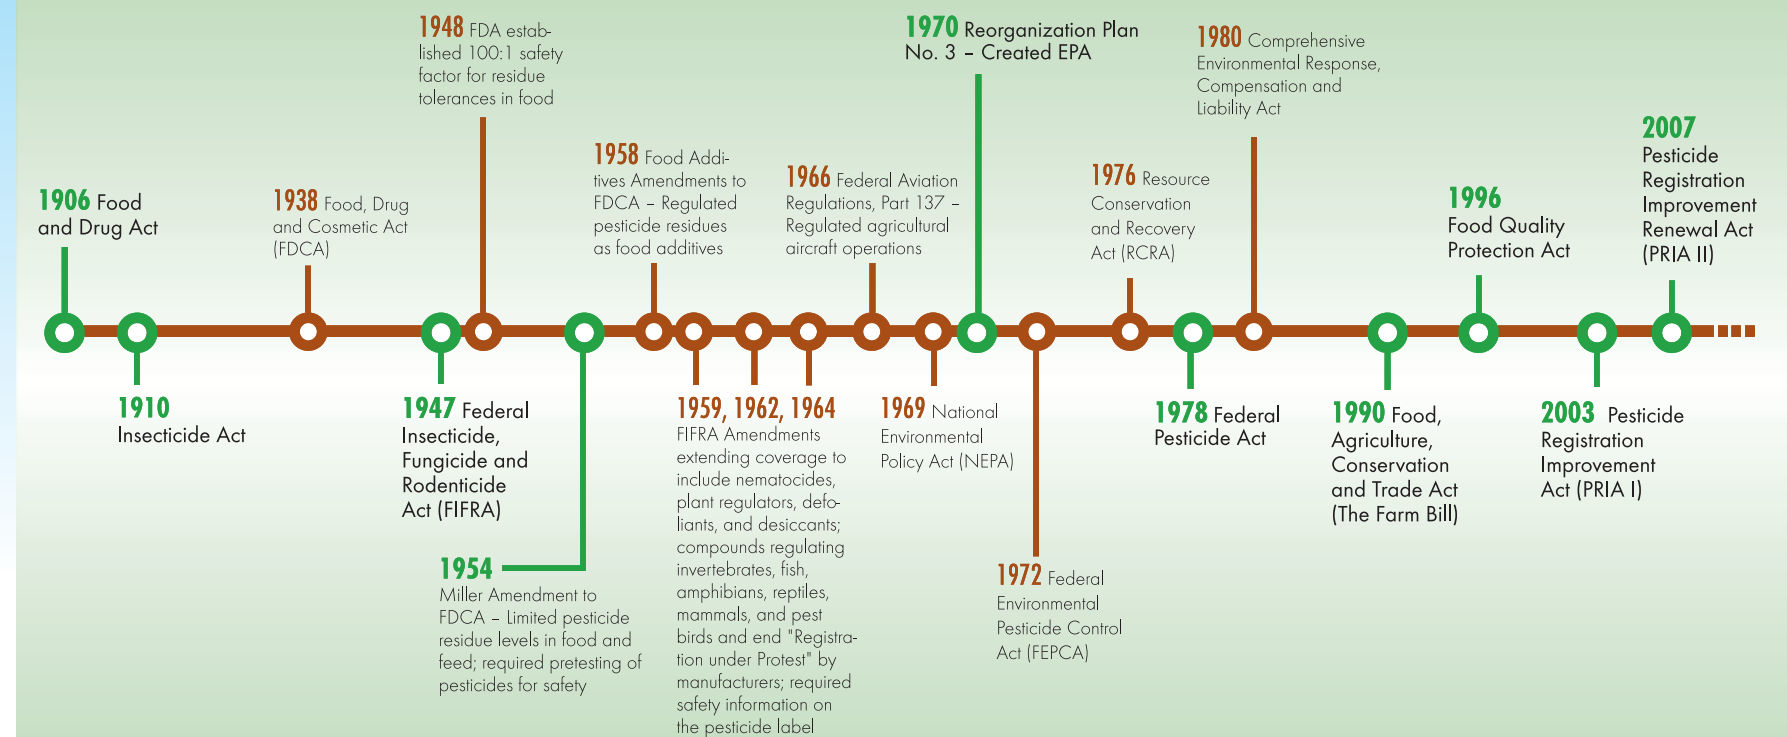 1906 Food
and Drug Act
1910
Insecticide Act
1938 Food, Drug
and Cosmetic Act
(FDCA)
1947 Federal
Insecticide,
Fungicide and
Rodenticide
Act (FIFRA)
1948 FDA estab-
lished 100:1 safety
factor for residue
tolerances in food
1954
Miller Amendment to
FDCA – Limited pesticide
residue levels in food and
feed; required pretesting of
pesticides for safety
1958 Food Addi-
tives Amendments to
FDCA – Regulated
pesticide residues
as food additives
1959, 1962, 1964
FIFRA Amendments
extending coverage to
include nematocides,
plant regulators, defo-
liants, and desiccants;
compounds regulating
invertebrates, fish,
amphibians, reptiles,
mammals, and pest
birds and end "Registra-
tion under Protest" by
manufacturers; required
safety information on
the pesticide label
1966 Federal Aviation
Regulations, Part 137 –
Regulated agricultural
aircraft operations
1969 National
Environmental
Policy Act (NEPA)
1970 Reorganization Plan
No. 3 – Created EPA
1972 Federal
Environmental
Pesticide Control
Act (FEPCA)
1976 Resource
Conservation
and Recovery
Act (RCRA)
1978 Federal
Pesticide Act
1980 Comprehensive
Environmental Response,
Compensation and
Liability Act
1990 Food,
Agriculture,
Conservation
and Trade Act
(The Farm Bill)
1996
Food Quality
Protection Act
2003 Pesticide
Registration
Improvement
Act (PRIA I)
2007
Pesticide
Registration
Improvement
Renewal Act
(PRIA II)